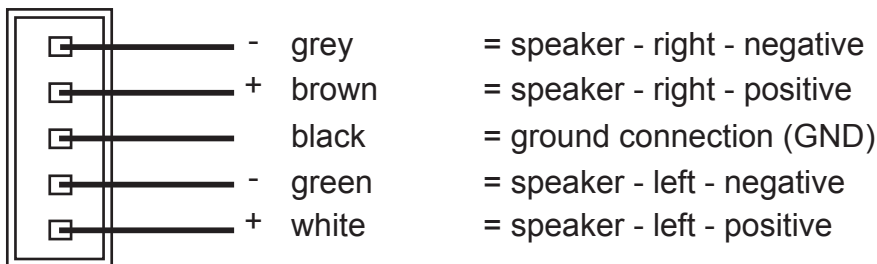 - grey = speaker - right - negative
+ brown = speaker - right - positive
black = ground connection (GND)
- green = speaker - left - negative
+ white = speaker - left - positive